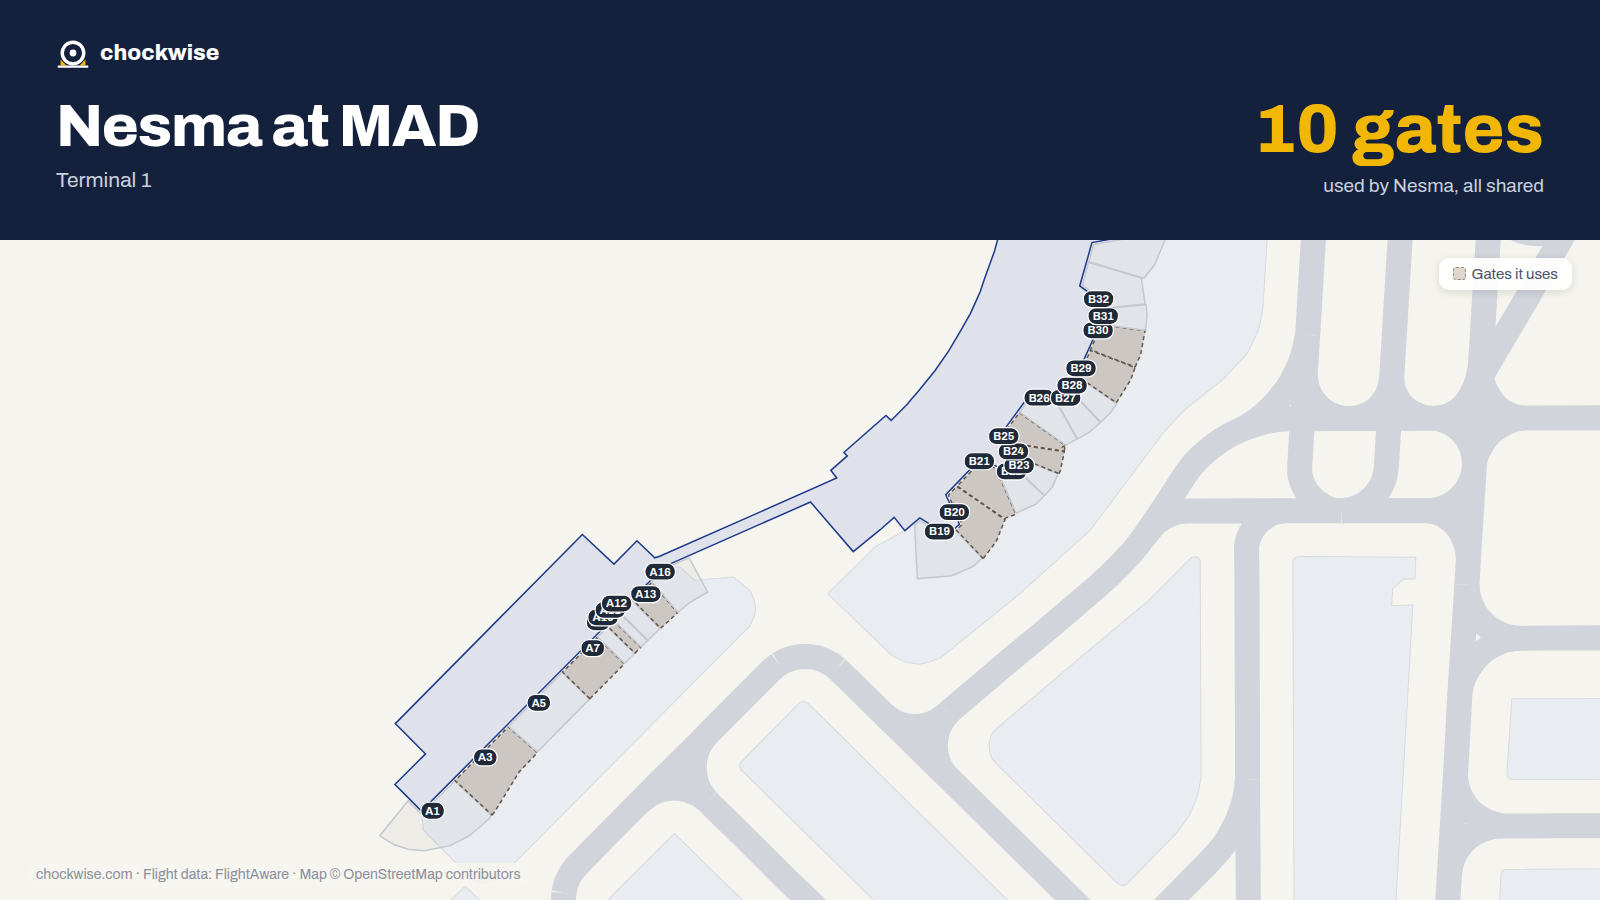 chockwise
Nesma at MAD
Terminal 1
10 gates
used by Nesma, all shared
Gates it uses
B32
B31
B30
B29
B28
B26
B27
B25
B24
B21
B23
B20
B19
A16
A13
A12
A7
A5
A3
A1
chockwise.com · Flight data: FlightAware · Map © OpenStreetMap contributors